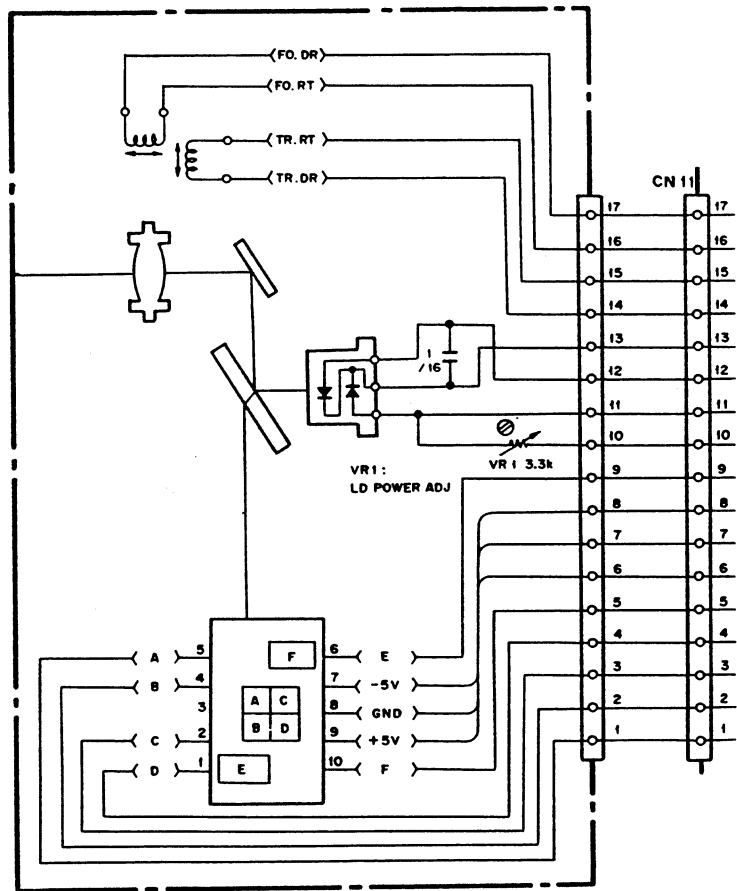 FO. DR
FO. RT
TR. RT
TR. DR
CN 11
17 17
16 16
15 15
14 14
13 13
12 12
11 11
10 10
9 9
8 8
7 7
6 6
5 5
4 4
3 3
2 2
1 1
1
/16
VR1 3.3k
VR1 :
LD POWER ADJ
A 5
B 4
3
C 2
D 1
F
A C
B D
E
6 E
7 -5V
8 GND
9 +5V
10 F